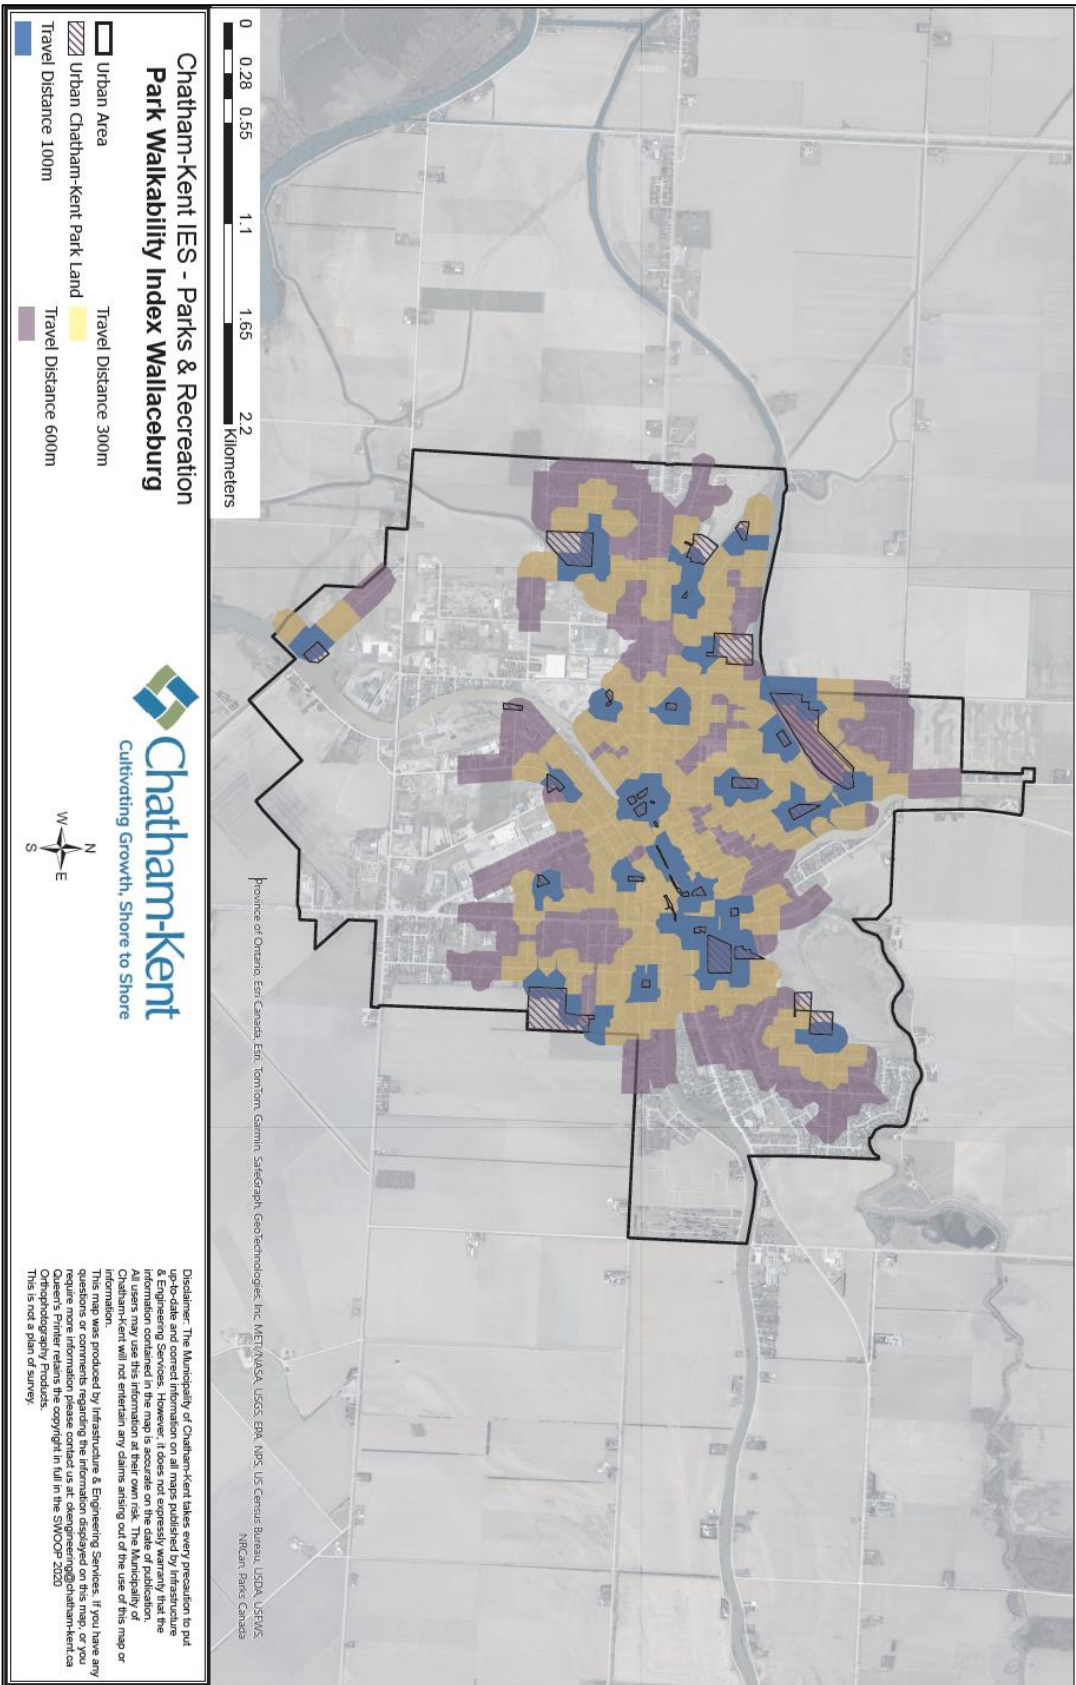 Province of Ontario, Esri Canada, Esri, TomTom, Garmin, SafeGraph, GeoTechnologies, Inc, METI/NASA, USGS, EPA, NPS, US Census Bureau, USDA, USFWS,
NRCan, Parks Canada
0 0.28 0.55 1.1 1.65 2.2
Kilometers
Chatham-Kent IES - Parks & Recreation
Park Walkability Index Wallaceburg
Urban Area
Urban Chatham-Kent Park Land
Travel Distance 100m
Travel Distance 300m
Travel Distance 600m
Chatham-Kent
Cultivating Growth, Shore to Shore
N
W E
S
Disclaimer: The Municipality of Chatham-Kent takes every precaution to put
up-to-date and correct information on all maps published by Infrastructure
& Engineering Services. However, it does not expressly warranty that the
information contained in the map is accurate on the date of publication.
All users may use this information at their own risk. The Municipality of
Chatham-Kent will not entertain any claims arising out of the use of this map or
information.
This map was produced by Infrastructure & Engineering Services. If you have any
questions or comments regarding the information displayed on this map, or you
require more information please contact us at: ckengineering@chatham-kent.ca
Queen's Printer retains the copyright in full in the SWOOP 2020
Orthophotography Products.
This is not a plan of survey.